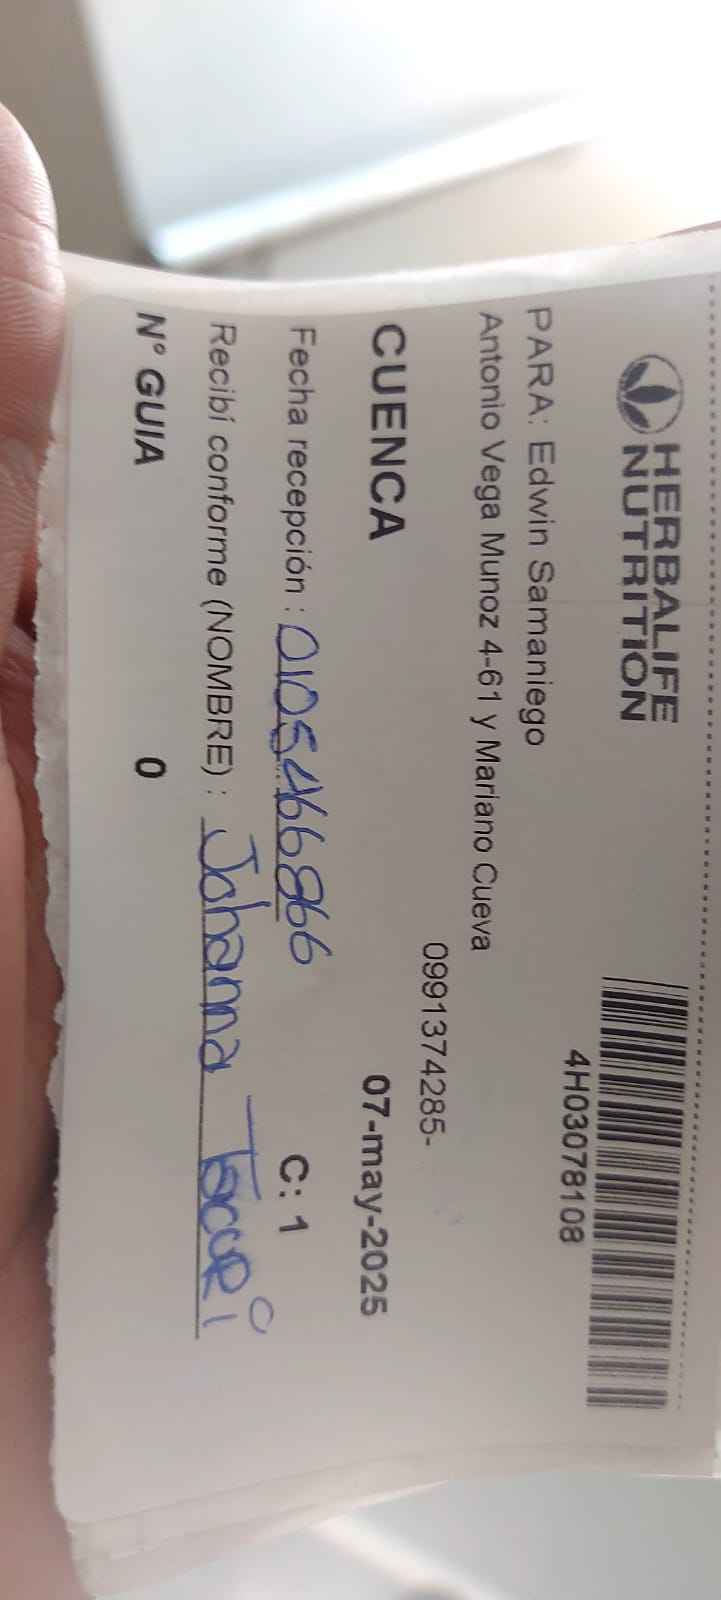 HERBALIFE
NUTRITION
4H03078108
PARA: Edwin Samaniego
Antonio Vega Munoz 4-61 y Mariano Cueva
0991374285-
CUENCA 07-may-2025
Fecha recepción : 0105466866 C: 1
Recibí conforme (NOMBRE) : Johanna
N° GUIA 0